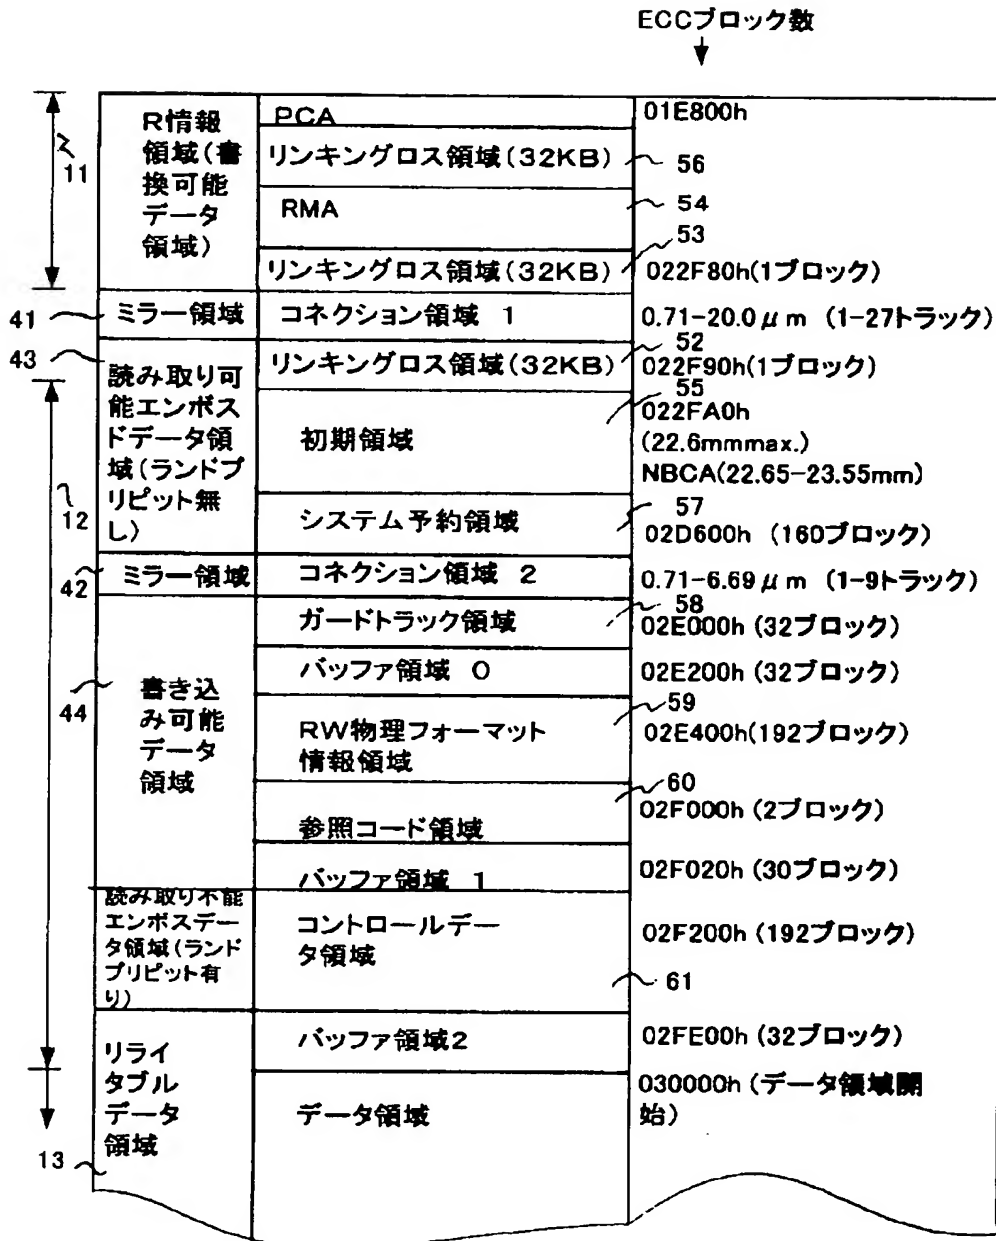 ECCブロック数
R情報
領域(書
換可能
データ
領域)
11
PCA
01E800h
リンキングロス領域(32KB)
56
RMA
54
53
リンキングロス領域(32KB)
022F80h(1ブロック)
41
ミラー領域
コネクション領域 1
0.71-20.0μm (1-27トラック)
43
52
リンキングロス領域(32KB)
022F90h(1ブロック)
読み取り可
能エンボス
ドデータ領
域(ランドプ
リピット無
し)
12
55
初期領域
022FA0h
(22.6mmmax.)
NBCA(22.65-23.55mm)
57
システム予約領域
02D600h (160ブロック)
42
ミラー領域
コネクション領域 2
0.71-6.69μm (1-9トラック)
58
ガードトラック領域
02E000h (32ブロック)
バッファ領域 0
02E200h (32ブロック)
44
書き込
み可能
データ
領域
59
RW物理フォーマット
情報領域
02E400h(192ブロック)
60
参照コード領域
02F000h (2ブロック)
バッファ領域 1
02F020h (30ブロック)
読み取り不能
エンボスデー
タ領域(ランド
プリピット有
り)
コントロールデー
タ領域
02F200h (192ブロック)
61
バッファ領域2
02FE00h (32ブロック)
リライ
タブル
データ
領域
13
データ領域
030000h (データ領域開
始)